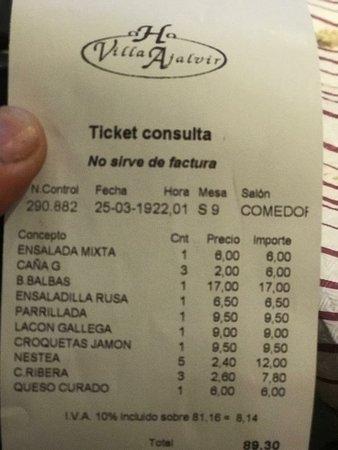 H
Villa Ajalvir
Ticket consulta
No sirve de factura
N.Control Fecha Hora Mesa Salón
290.882 25-03-1922,01 S 9 COMEDOR
Concepto Cnt Precio Importe
ENSALADA MIXTA 1 6,00 6,00
CAÑA G 3 2,00 6,00
B.BALBAS 1 17,00 17,00
ENSALADILLA RUSA 1 6,50 6,50
PARRILLADA 1 9,50 9,50
LACON GALLEGA 1 9,00 9,00
CROQUETAS JAMON 1 9,50 9,50
NESTEA 5 2,40 12,00
C.RIBERA 3 2,60 7,80
QUESO CURADO 1 6,00 6,00
I.V.A. 10% incluido sobre 81,16 = 8,14
Total 89,30